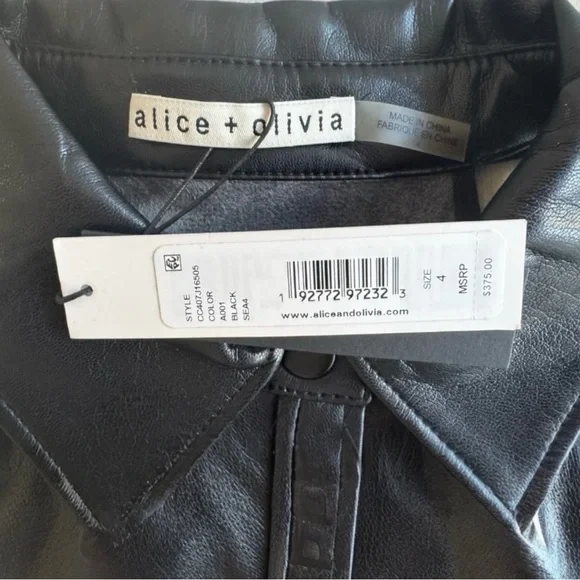 alice + olivia
MADE IN CHINA
FABRIQUÉ EN CHINE
STYLE
CC407J16505
COLOR
A001
BLACK
SEA4
1 92772 97232 3
www.aliceandolivia.com
SIZE
4
MSRP
$375.00